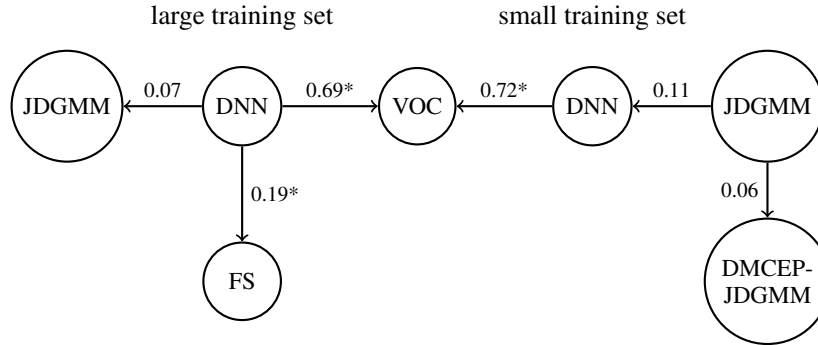 large training set
small training set
JDGMM
0.07
DNN
0.69*
VOC
0.72*
DNN
0.11
JDGMM
0.19*
0.06
FS
DMCEP-
JDGMM